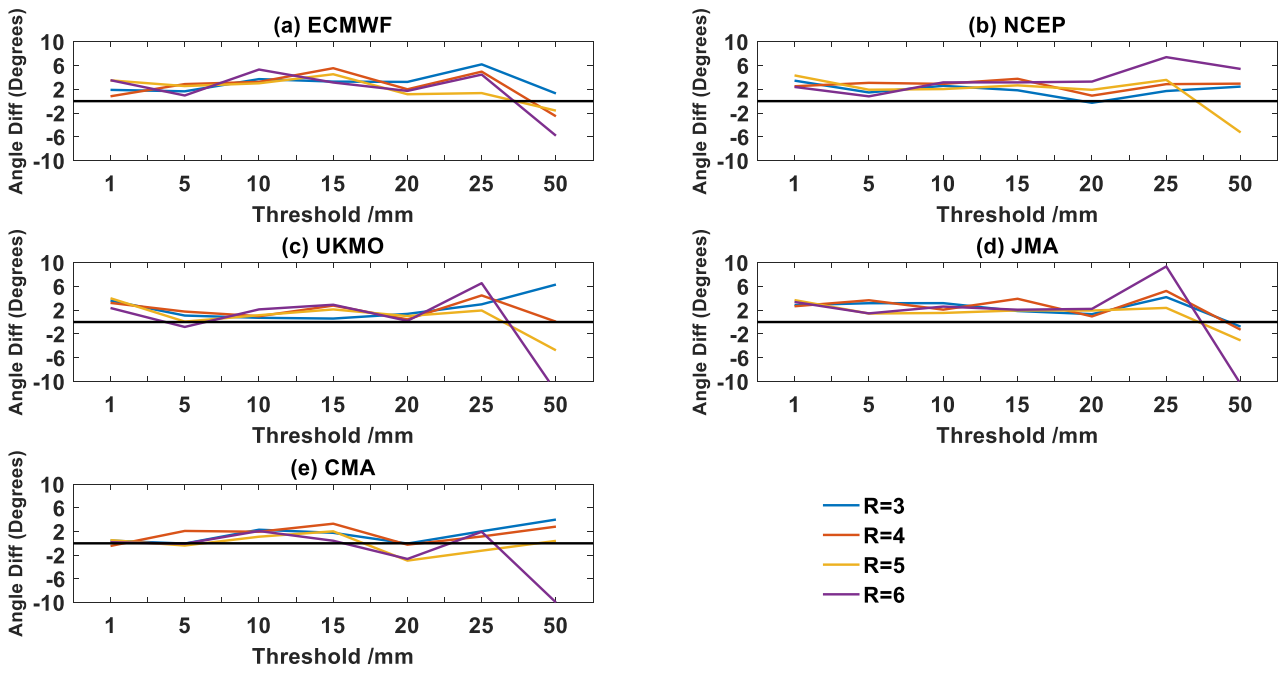 (a) ECMWF
Angle Diff (Degrees)
10
6
2
-2
-6
-10
1 5 10 15 20 25 50
Threshold /mm
(b) NCEP
Angle Diff (Degrees)
10
6
2
-2
-6
-10
1 5 10 15 20 25 50
Threshold /mm
(c) UKMO
Angle Diff (Degrees)
10
6
2
-2
-6
-10
1 5 10 15 20 25 50
Threshold /mm
(d) JMA
Angle Diff (Degrees)
10
6
2
-2
-6
-10
1 5 10 15 20 25 50
Threshold /mm
(e) CMA
Angle Diff (Degrees)
10
6
2
-2
-6
-10
1 5 10 15 20 25 50
Threshold /mm
R=3
R=4
R=5
R=6